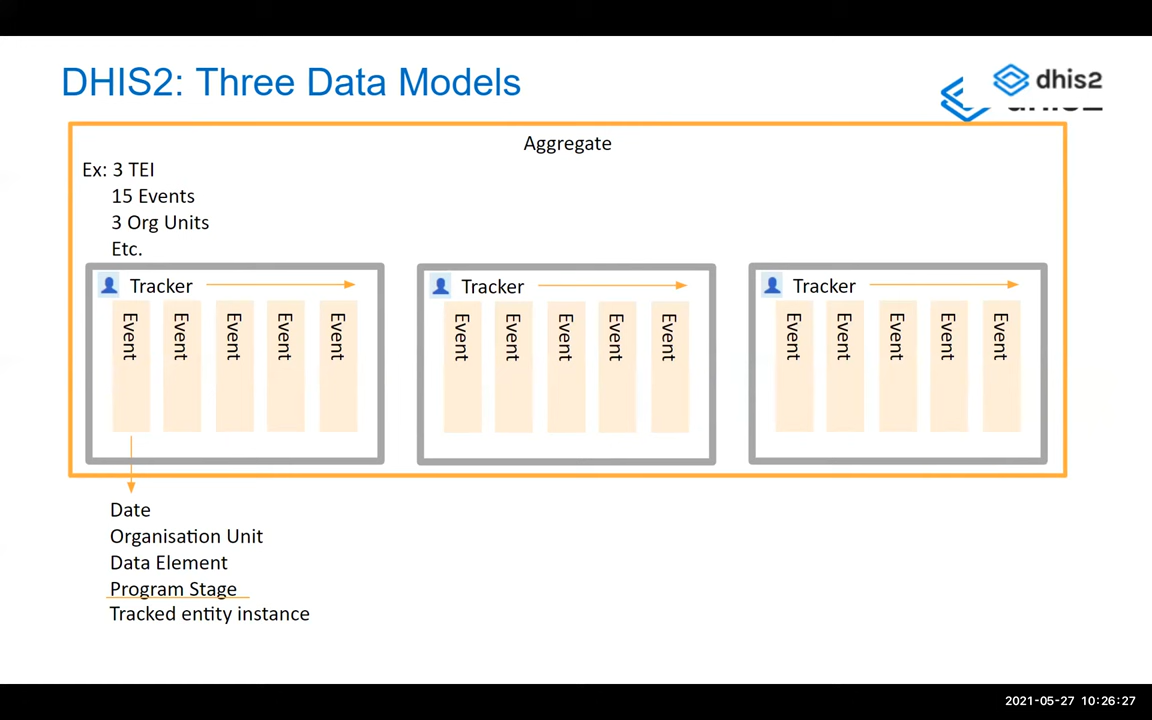 DHIS2: Three Data Models
dhis2
Aggregate
Ex: 3 TEI
15 Events
3 Org Units
Etc.
Tracker
Event Event Event Event Event
Tracker
Event Event Event Event Event
Tracker
Event Event Event Event Event
Date
Organisation Unit
Data Element
Program Stage
Tracked entity instance
2021-05-27 10:26:27